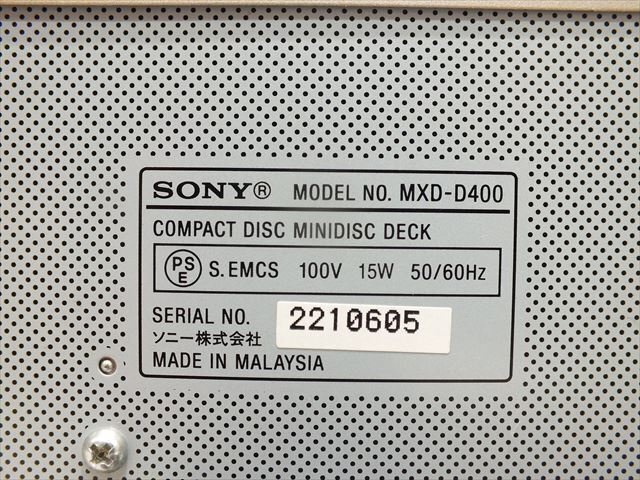 SONY® MODEL NO. MXD-D400
COMPACT DISC MINIDISC DECK
PSE S.EMCS 100V 15W 50/60Hz
SERIAL NO. 2210605
ソニー株式会社
MADE IN MALAYSIA